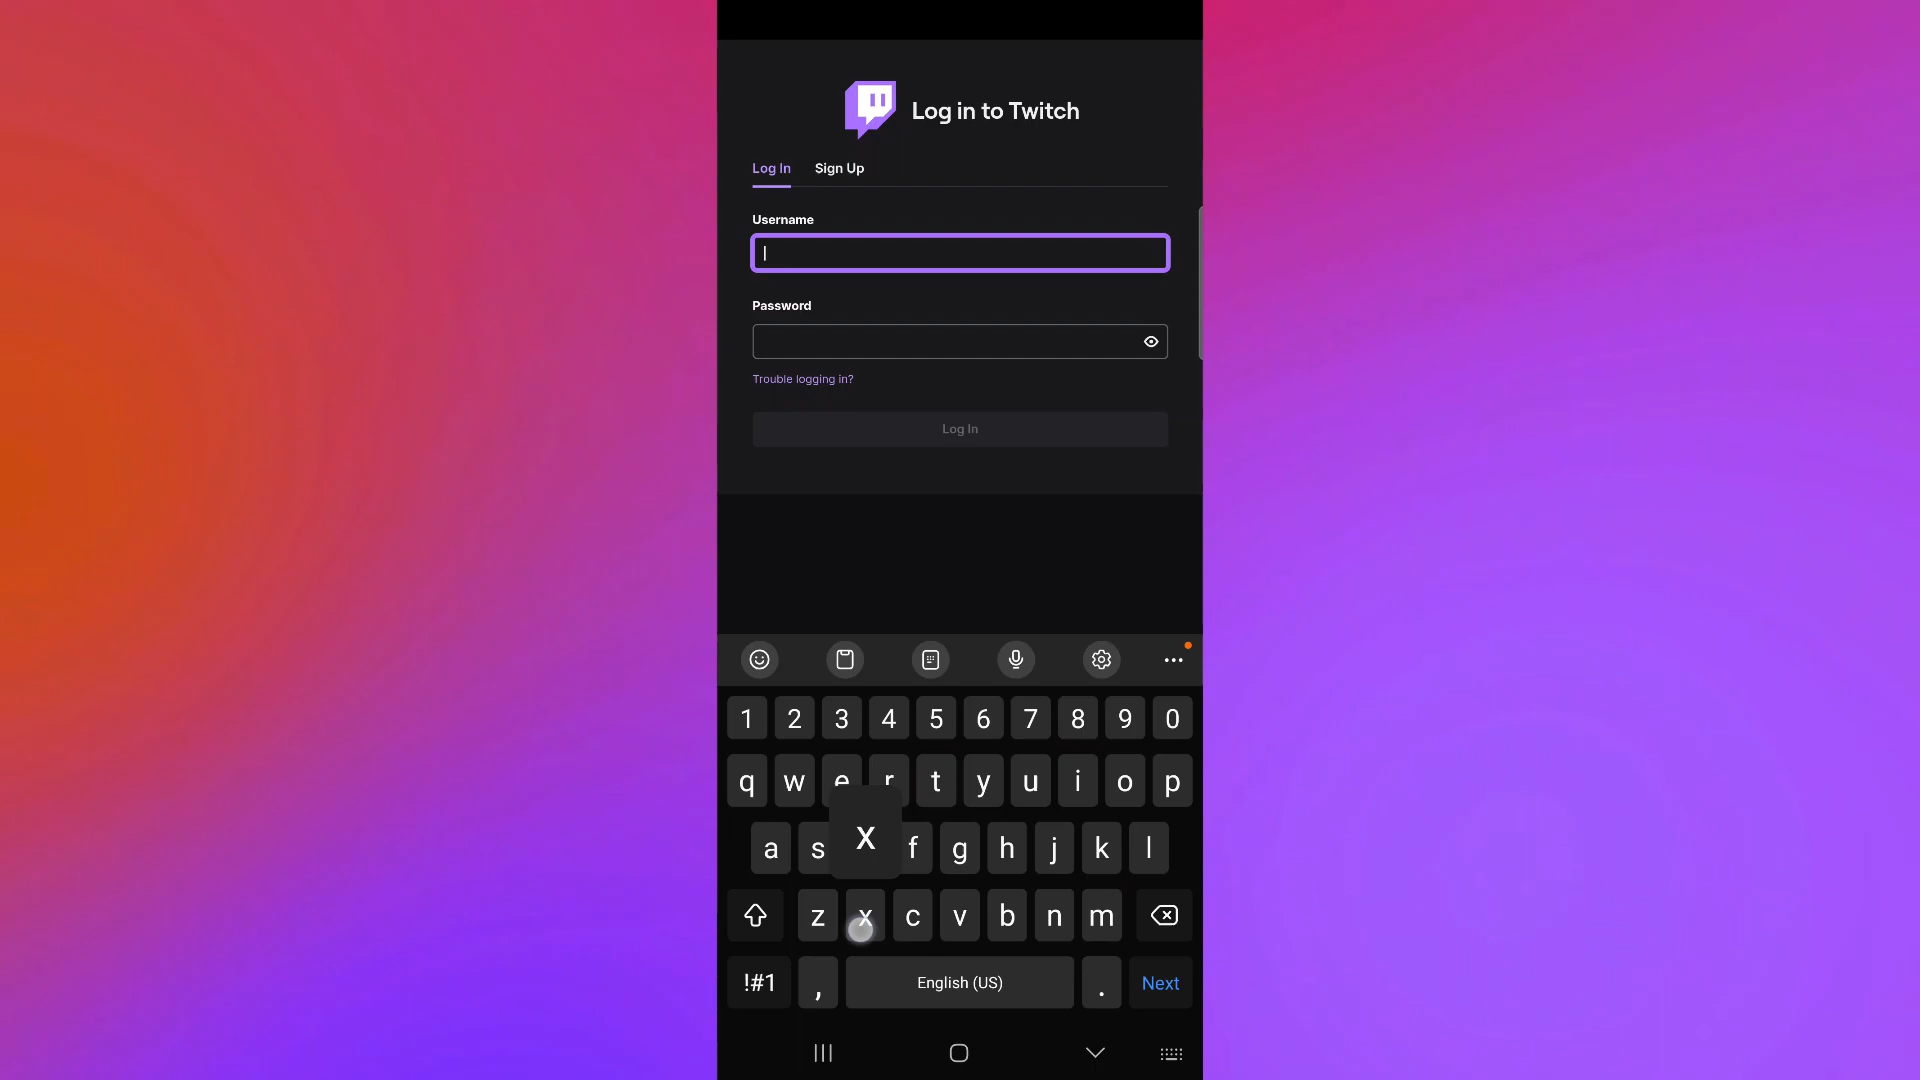 Log in to Twitch
Log In Sign Up
Username
Password
Trouble logging in?
Log In
1 2 3 4 5 6 7 8 9 0
q w e r t y u i o p
x
a s f g h j k l
z x c v b n m
!#1 , English (US) . Next